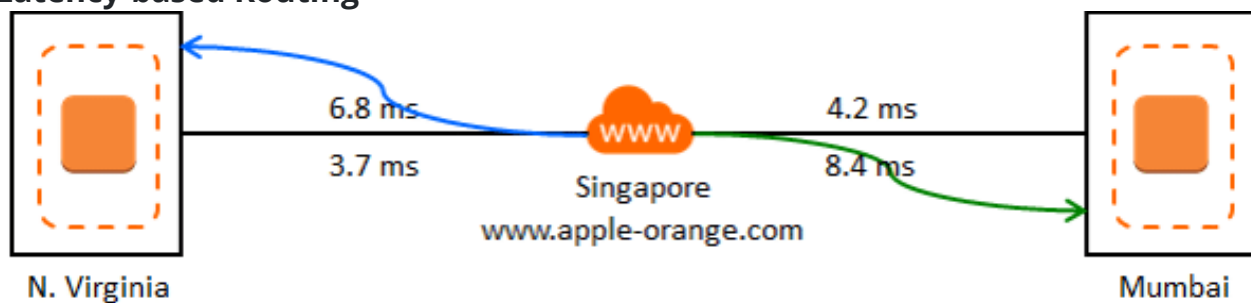 Latency-based Routing
6.8 ms
4.2 ms
www
3.7 ms
8.4 ms
Singapore
www.apple-orange.com
N. Virginia
Mumbai